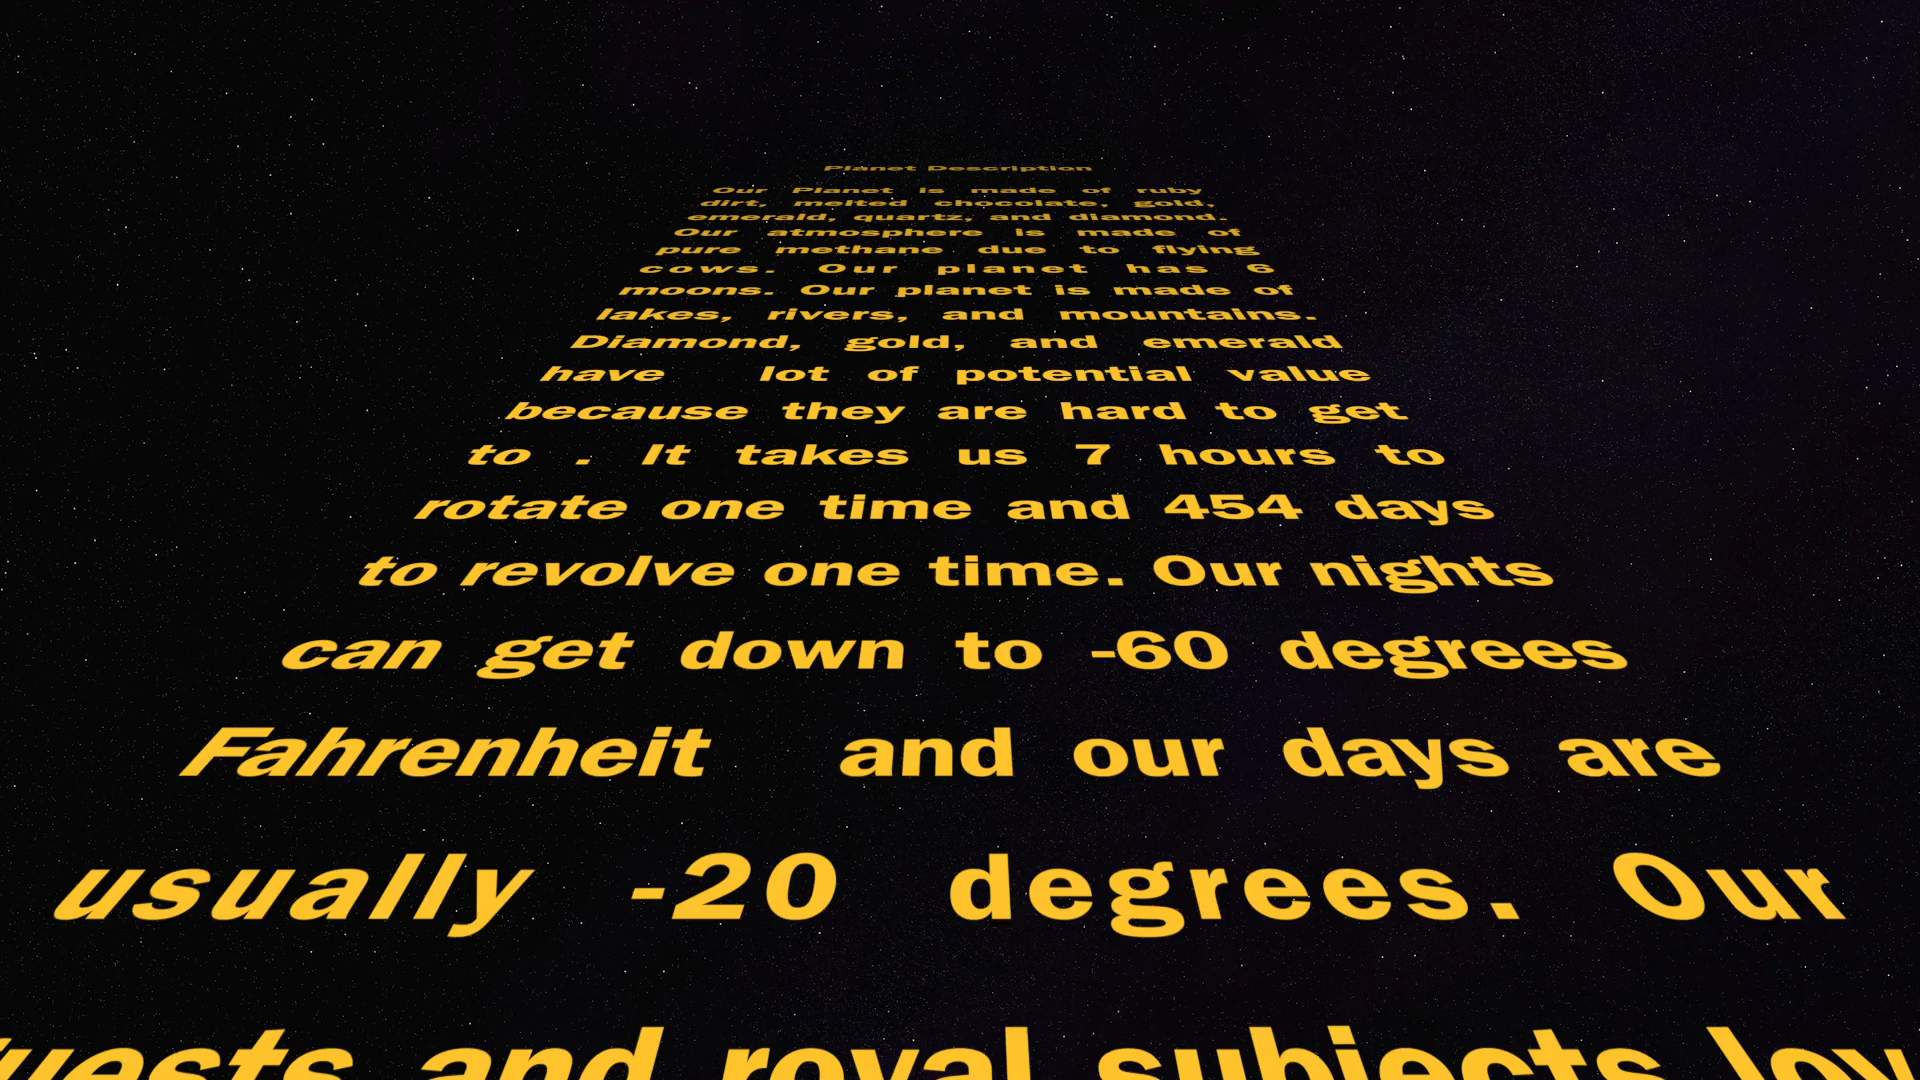 Planet Description
Our Planet is made of ruby
dirt, melted chocolate, gold,
emerald, quartz, and diamond.
Our atmosphere is made of
pure methane due to flying
cows. Our planet has 6
moons. Our planet is made of
lakes, rivers, and mountains.
Diamond, gold, and emerald
have lot of potential value
because they are hard to get
to . It takes us 7 hours to
rotate one time and 454 days
to revolve one time. Our nights
can get down to -60 degrees
Fahrenheit and our days are
usually -20 degrees. Our
and royal subjects